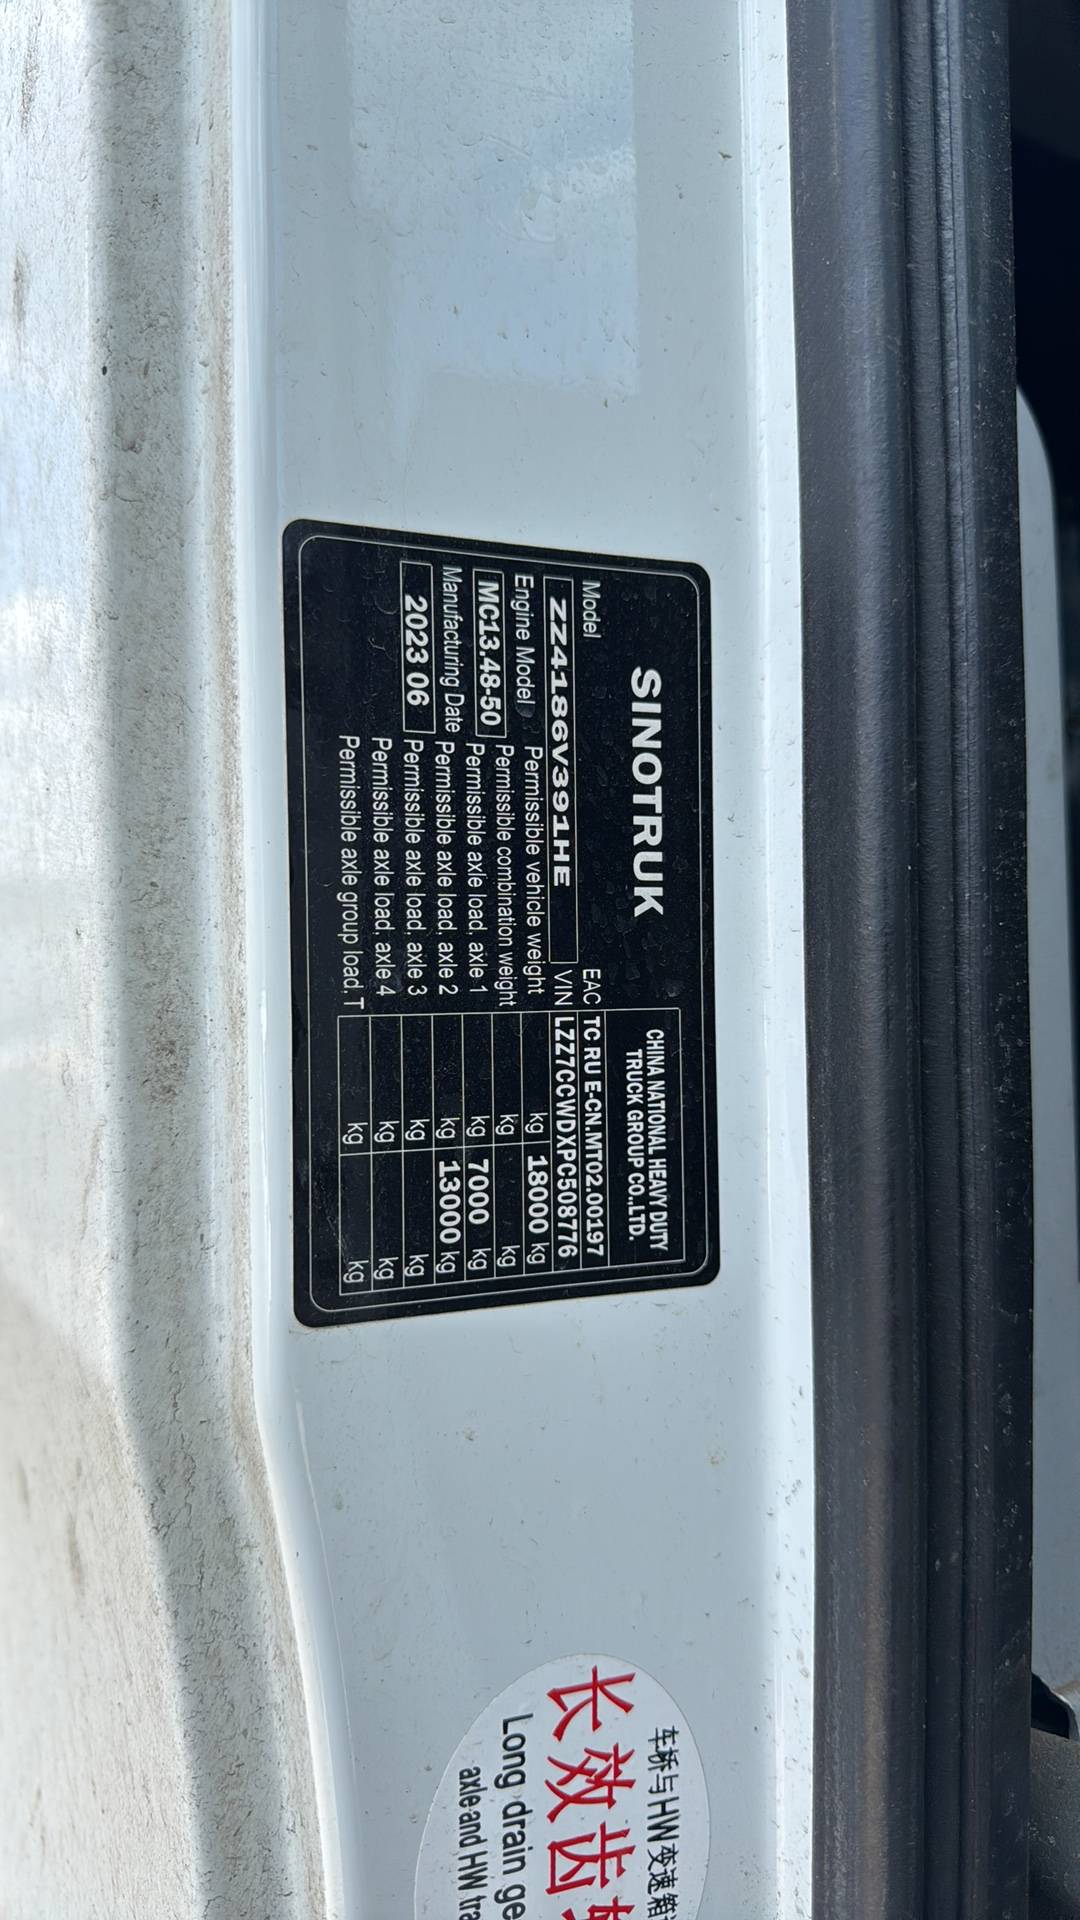 SINOTRUK
CHINA NATIONAL HEAVY DUTY
TRUCK GROUP CO.,LTD.
Model
EAC TC RU E-CN.MT02.00197
ZZ4186V391HE VIN LZZ7CCWDXPC508776
Engine Model Permissible vehicle weight kg 18000 kg
MC13.48-50 Permissible combination weight kg kg
Permissible axle load, axle 1 kg 7000 kg
Manufacturing Date Permissible axle load, axle 2 kg 13000 kg
2023 06 Permissible axle load, axle 3 kg kg
Permissible axle load, axle 4 kg kg
Permissible axle group load, T kg kg
车桥与HW变速箱
长效齿
Long drain ge
axle and HW tra